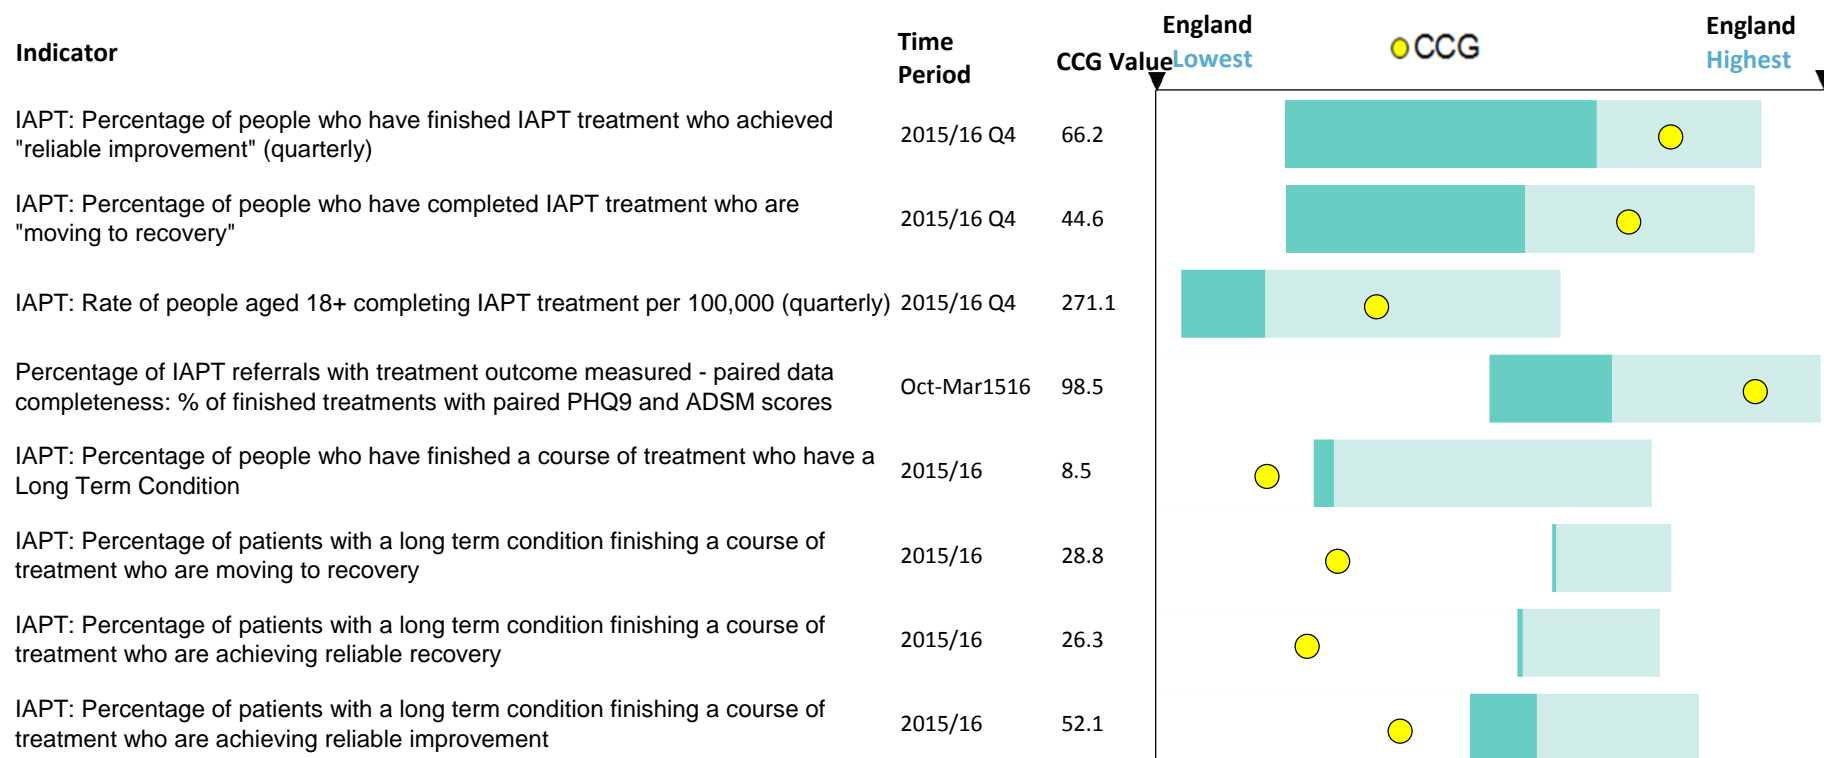 Indicator
Time
Period
CCG Value
England
Lowest
CCG
England
Highest
IAPT: Percentage of people who have finished IAPT treatment who achieved
"reliable improvement" (quarterly)
2015/16 Q4
66.2
IAPT: Percentage of people who have completed IAPT treatment who are
"moving to recovery"
2015/16 Q4
44.6
IAPT: Rate of people aged 18+ completing IAPT treatment per 100,000 (quarterly)
2015/16 Q4
271.1
Percentage of IAPT referrals with treatment outcome measured - paired data
completeness: % of finished treatments with paired PHQ9 and ADSM scores
Oct-Mar1516
98.5
IAPT: Percentage of people who have finished a course of treatment who have a
Long Term Condition
2015/16
8.5
IAPT: Percentage of patients with a long term condition finishing a course of
treatment who are moving to recovery
2015/16
28.8
IAPT: Percentage of patients with a long term condition finishing a course of
treatment who are achieving reliable recovery
2015/16
26.3
IAPT: Percentage of patients with a long term condition finishing a course of
treatment who are achieving reliable improvement
2015/16
52.1